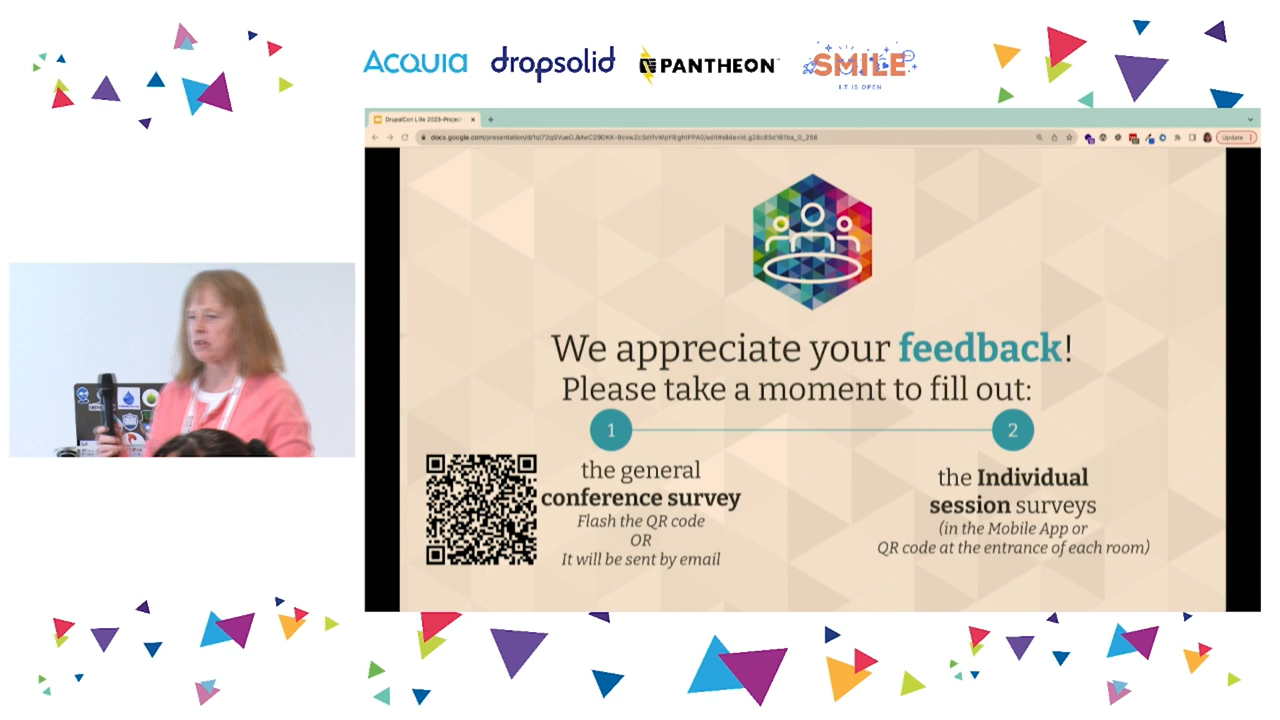 ACQUIA
dropsolid
PANTHEON
SMILE
I.T IS OPEN
Update
We appreciate your feedback!
Please take a moment to fill out:
1
2
the general
conference survey
Flash the QR code
OR
It will be sent by email
the Individual
session surveys
(in the Mobile App or
QR code at the entrance of each room)